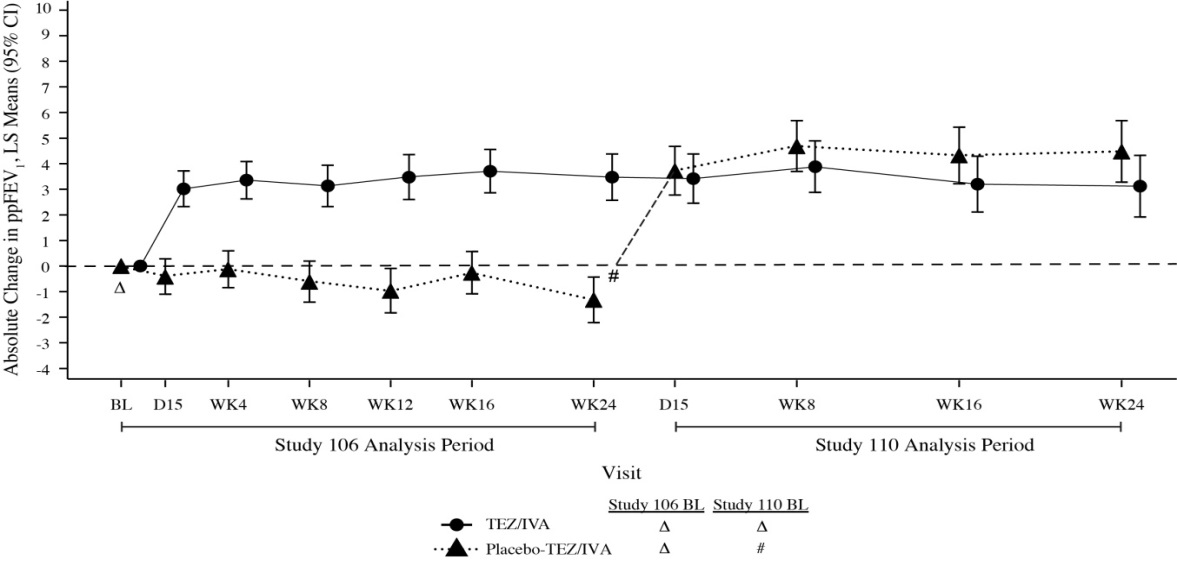 Absolute Change in ppFEV₁, LS Means (95% CI)
10
9
8
7
6
5
4
3
2
1
0
-1
-2
-3
-4
Δ
#
BL D15 WK4 WK8 WK12 WK16 WK24 D15 WK8 WK16 WK24
Study 106 Analysis Period Study 110 Analysis Period
Visit
Study 106 BL Study 110 BL
TEZ/IVA Δ Δ
Placebo-TEZ/IVA Δ #